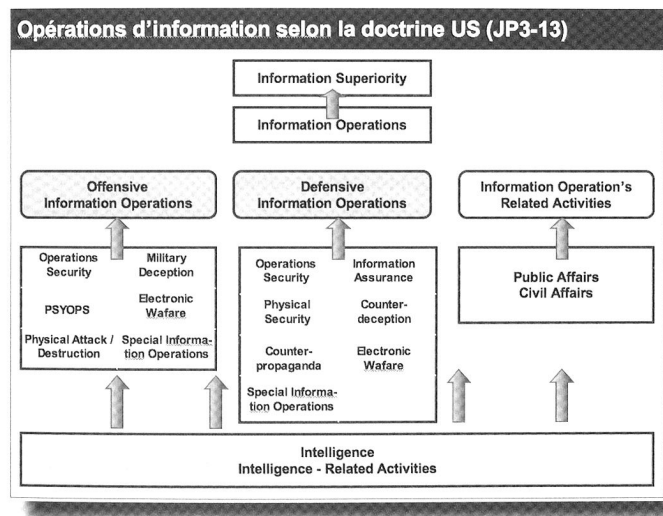 Opérations d'information selon la doctrine US (JP3-13)
Information Superiority
Information Operations
Offensive
Information Operations
Defensive
Information Operations
Information Operation's
Related Activities
Operations
Security
Military
Deception
PSYOPS
Electronic
Wafare
Physical Attack /
Destruction
Special Informa-
tion Operations
Operations
Security
Information
Assurance
Physical
Security
Counter-
deception
Counter-
propaganda
Electronic
Wafare
Special Informa-
tion Operations
Public Affairs
Civil Affairs
Intelligence
Intelligence - Related Activities